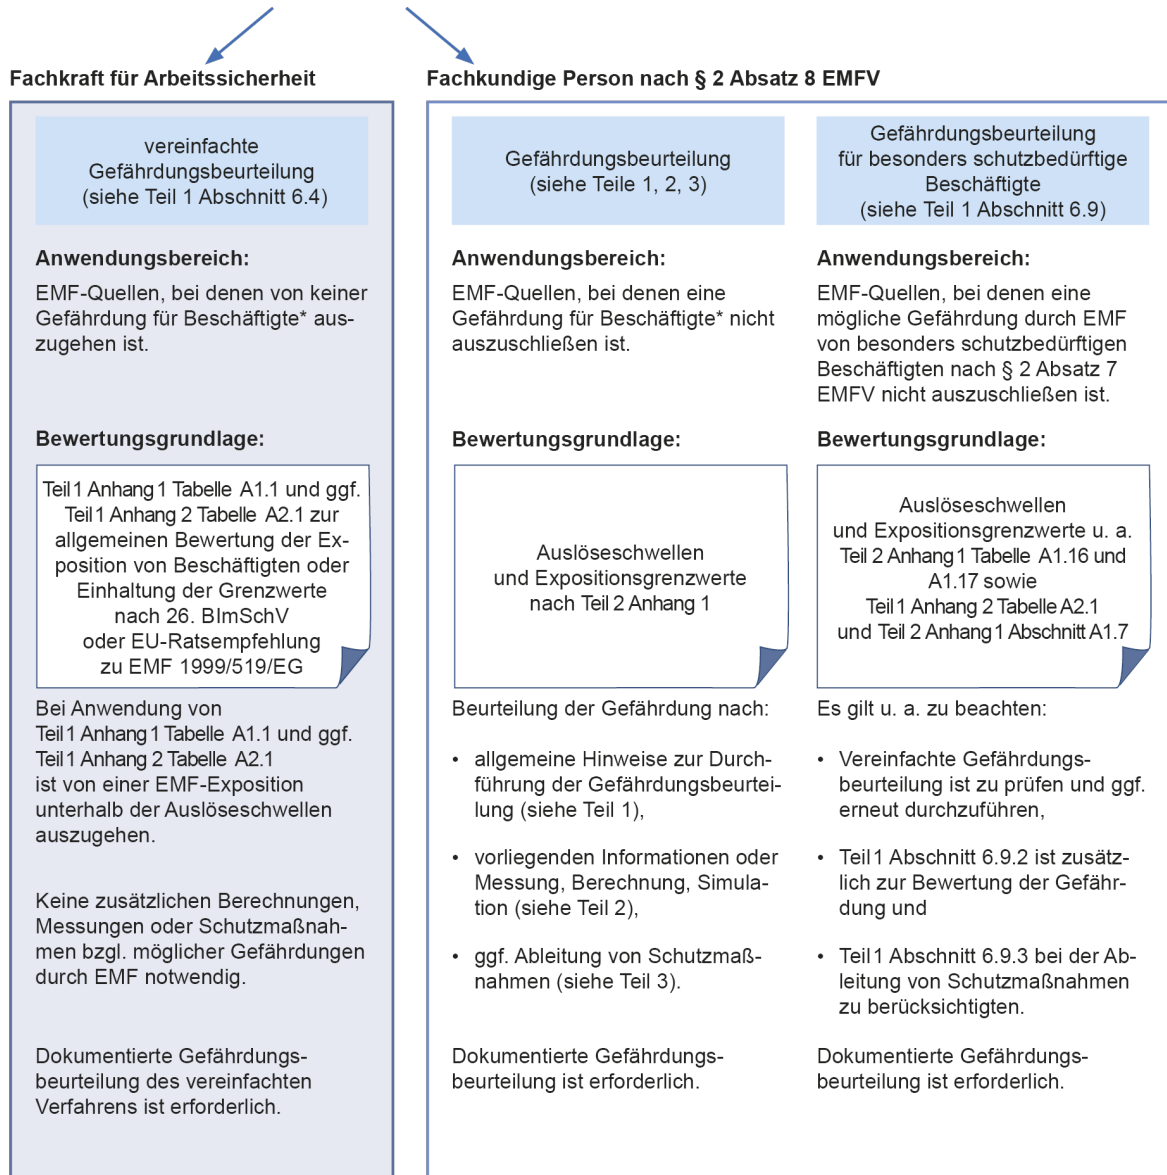 Fachkraft für Arbeitssicherheit
vereinfachte
Gefährdungsbeurteilung
(siehe Teil 1 Abschnitt 6.4)
Anwendungsbereich:
EMF-Quellen, bei denen von keiner
Gefährdung für Beschäftigte* aus-
zugehen ist.
Bewertungsgrundlage:
Teil 1 Anhang 1 Tabelle A1.1 und ggf.
Teil 1 Anhang 2 Tabelle A2.1 zur
allgemeinen Bewertung der Ex-
position von Beschäftigten oder
Einhaltung der Grenzwerte
nach 26. BImSchV
oder EU-Ratsempfehlung
zu EMF 1999/519/EG
Bei Anwendung von
Teil 1 Anhang 1 Tabelle A1.1 und ggf.
Teil 1 Anhang 2 Tabelle A2.1
ist von einer EMF-Exposition
unterhalb der Auslöseschwellen
auszugehen.
Keine zusätzlichen Berechnungen,
Messungen oder Schutzmaßnah-
men bzgl. möglicher Gefährdungen
durch EMF notwendig.
Dokumentierte Gefährdungs-
beurteilung des vereinfachten
Verfahrens ist erforderlich.
Fachkundige Person nach § 2 Absatz 8 EMFV
Gefährdungsbeurteilung
(siehe Teile 1, 2, 3)
Anwendungsbereich:
EMF-Quellen, bei denen eine
Gefährdung für Beschäftigte* nicht
auszuschließen ist.
Bewertungsgrundlage:
Auslöseschwellen
und Expositionsgrenzwerte
nach Teil 2 Anhang 1
Beurteilung der Gefährdung nach:
• allgemeine Hinweise zur Durch-
führung der Gefährdungsbeurtei-
lung (siehe Teil 1),
• vorliegenden Informationen oder
Messung, Berechnung, Simula-
tion (siehe Teil 2),
• ggf. Ableitung von Schutzmaß-
nahmen (siehe Teil 3).
Dokumentierte Gefährdungs-
beurteilung ist erforderlich.
Gefährdungsbeurteilung
für besonders schutzbedürftige
Beschäftigte
(siehe Teil 1 Abschnitt 6.9)
Anwendungsbereich:
EMF-Quellen, bei denen eine
mögliche Gefährdung durch EMF
von besonders schutzbedürftigen
Beschäftigten nach § 2 Absatz 7
EMFV nicht auszuschließen ist.
Bewertungsgrundlage:
Auslöseschwellen
und Expositionsgrenzwerte u. a.
Teil 2 Anhang 1 Tabelle A1.16 und
A1.17 sowie
Teil 1 Anhang 2 Tabelle A2.1
und Teil 2 Anhang 1 Abschnitt A1.7
Es gilt u. a. zu beachten:
• Vereinfachte Gefährdungs-
beurteilung ist zu prüfen und ggf.
erneut durchzuführen,
• Teil 1 Abschnitt 6.9.2 ist zusätz-
lich zur Bewertung der Gefähr-
dung und
• Teil 1 Abschnitt 6.9.3 bei der Ab-
leitung von Schutzmaßnahmen
zu berücksichtigten.
Dokumentierte Gefährdungs-
beurteilung ist erforderlich.